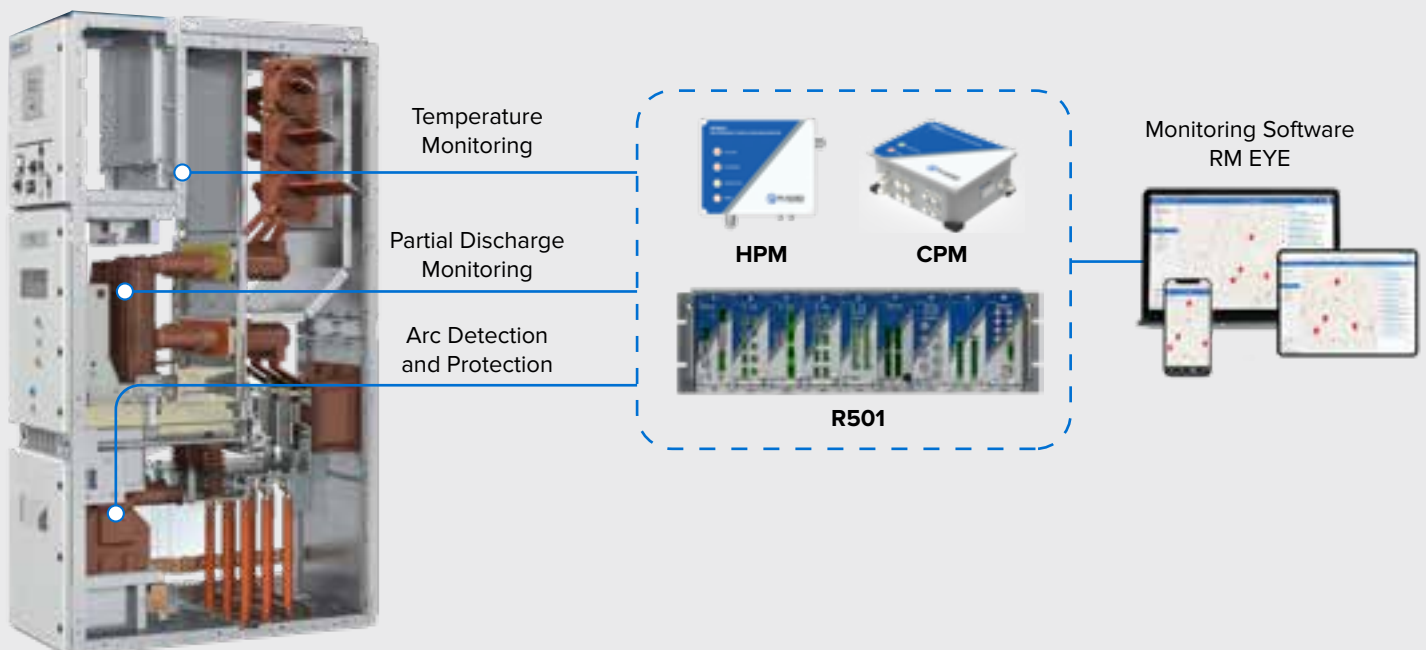 Temperature
Monitoring
Partial Discharge
Monitoring
Arc Detection
and Protection
HPM
CPM
R501
Monitoring Software
RM EYE